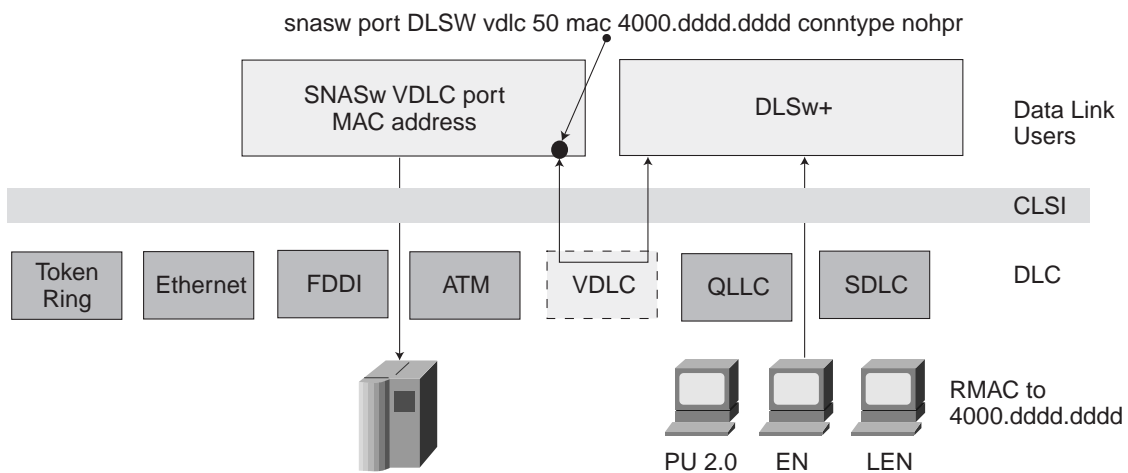 snasw port DLSW vdlc 50 mac 4000.dddd.dddd conntype nohpr
SNASw VDLC port
MAC address
DLSw+
Data Link
Users
CLSI
Token
Ring
Ethernet
FDDI
ATM
VDLC
QLLC
SDLC
DLC
RMAC to
4000.dddd.dddd
PU 2.0
EN
LEN